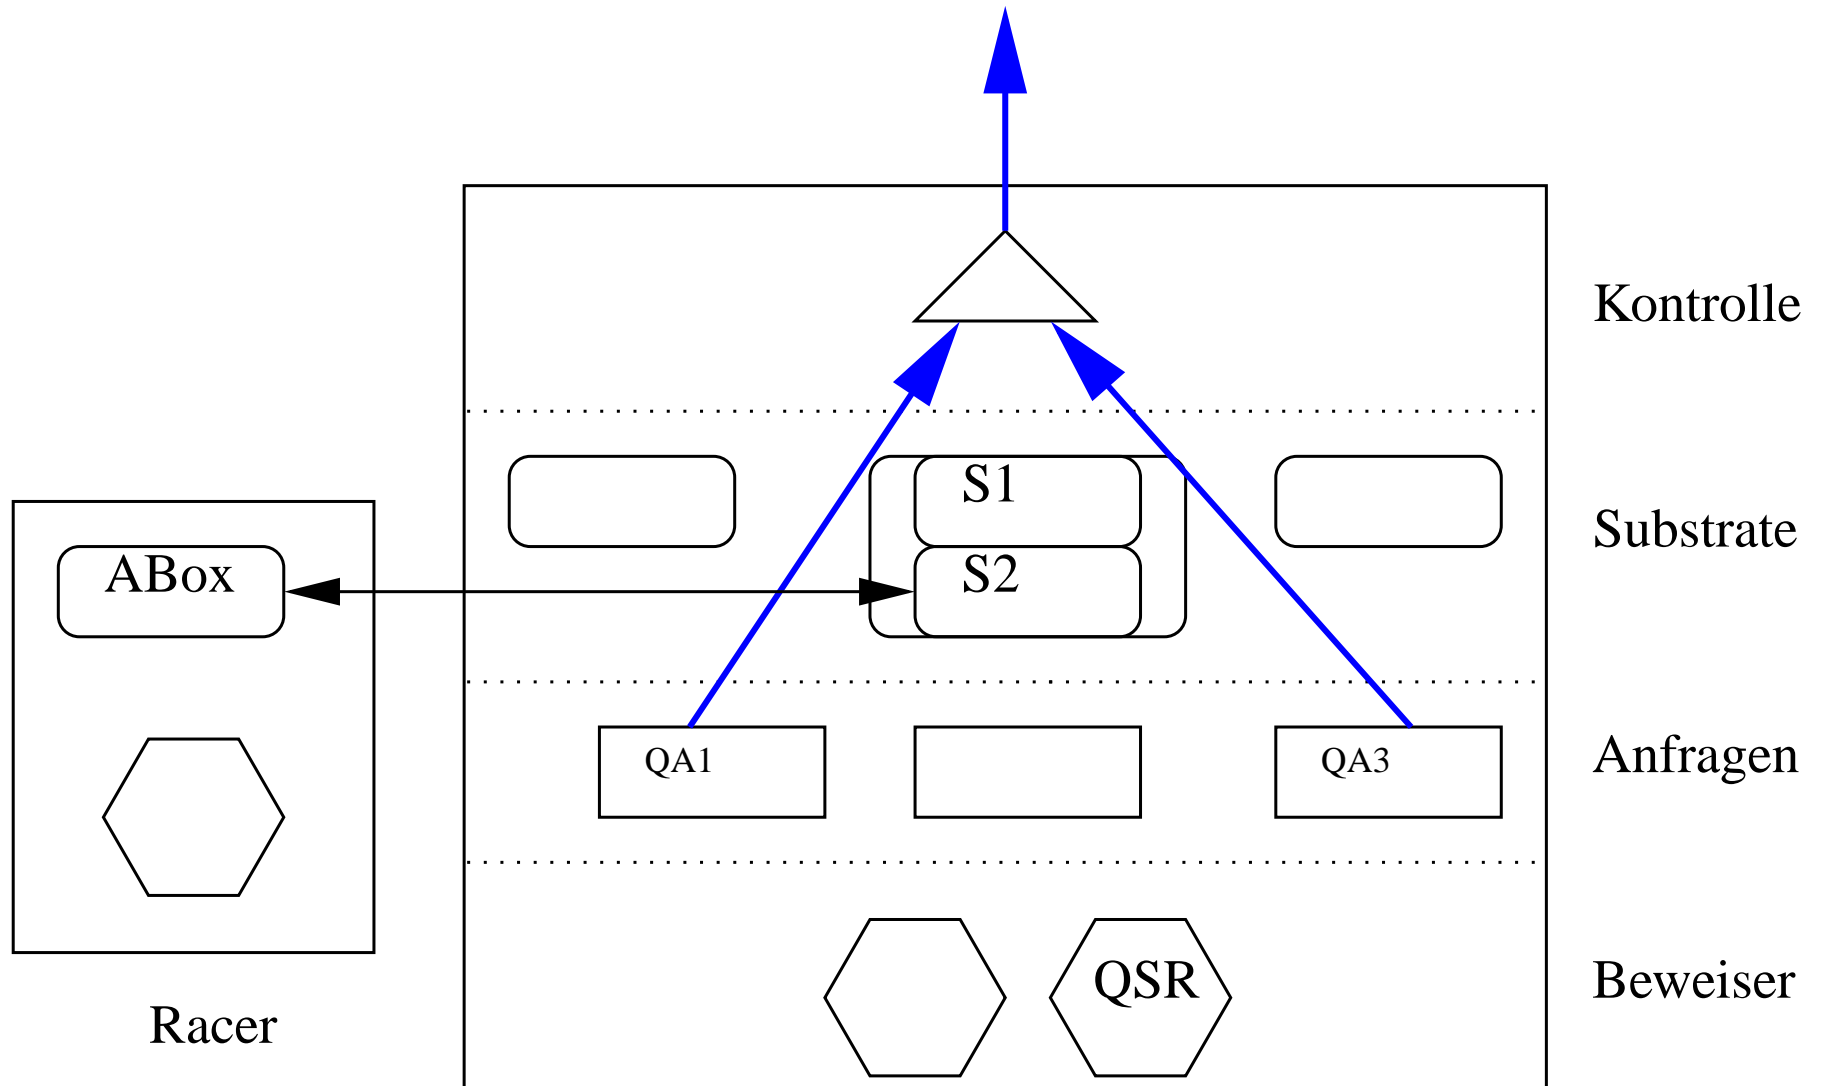 Kontrolle
S1
Substrate
ABox
S2
QA1
QA3
Anfragen
QSR
Beweiser
Racer